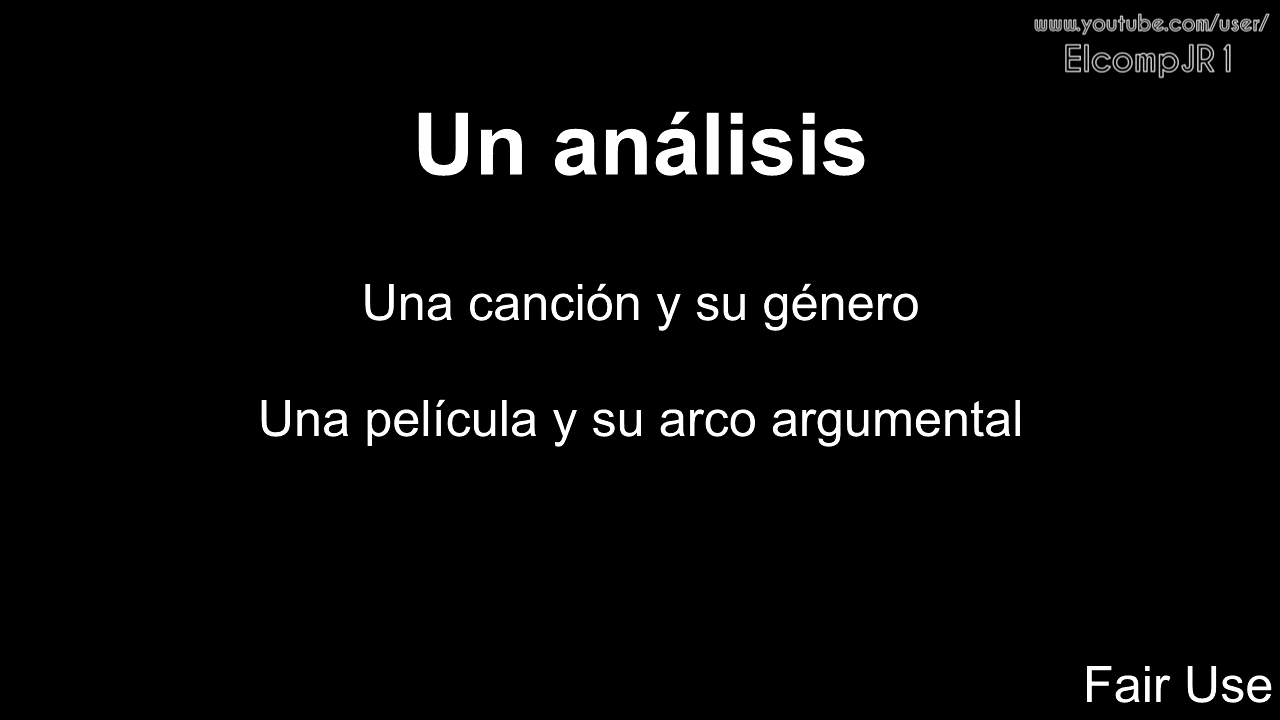 www.youtube.com/user/
ElcompJR1
Un análisis
Una canción y su género
Una película y su arco argumental
Fair Use